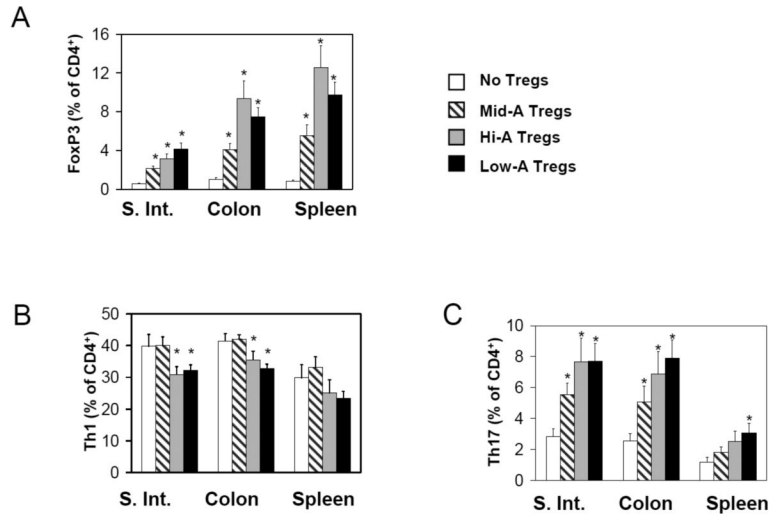 A
FoxP3 (% of CD4⁺)
16
12
8
4
0
* * *
* * *
* * *
S. Int. Colon Spleen
No Tregs
Mid-A Tregs
Hi-A Tregs
Low-A Tregs
B
Th1 (% of CD4⁺)
50
40
30
20
10
0
* *
* *
S. Int. Colon Spleen
C
Th17 (% of CD4⁺)
10
8
6
4
2
0
* * *
* * *
*
S. Int. Colon Spleen